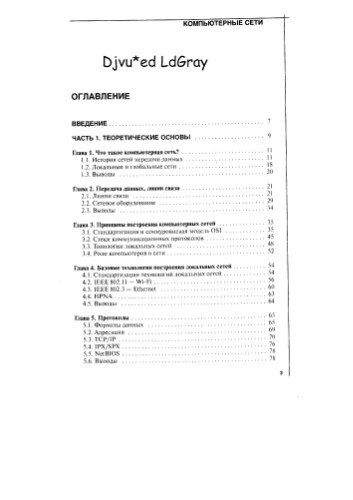 КОМПЬЮТЕРНЫЕ СЕТИ
Djvu*ed LdGray
ОГЛАВЛЕНИЕ
ВВЕДЕНИЕ 7
ЧАСТЬ 1. ТЕОРЕТИЧЕСКИЕ ОСНОВЫ 9
Глава 1. Что такое компьютерная сеть? 11
1.1. История сетей передачи данных 11
1.2. Локальные и глобальные сети 18
1.3. Выводы 20
Глава 2. Передача данных, линии связи 21
2.1. Линии связи 21
2.2. Сетевое оборудование 29
2.3. Выводы 34
Глава 3. Принципы построения компьютерных сетей 35
3.1. Стандартизация и семиуровневая модель OSI 35
3.2. Стеки коммуникационных протоколов 45
3.3. Топологии локальных сетей 48
3.4. Роли компьютеров в сети 52
Глава 4. Базовые технологии построения локальных сетей 54
4.1. Стандартизация технологий локальных сетей 54
4.2. IEEE 802.11 — Wi-Fi 56
4.3. IEEE 802.3 — Ethernet 60
4.4. HPNA 63
4.5. Выводы 64
Глава 5. Протоколы 65
5.1. Форматы данных 65
5.2. Адресация 69
5.3. TCP/IP 70
5.4. IPX/SPX 76
5.5. NetBIOS 78
5.6. Выводы 78